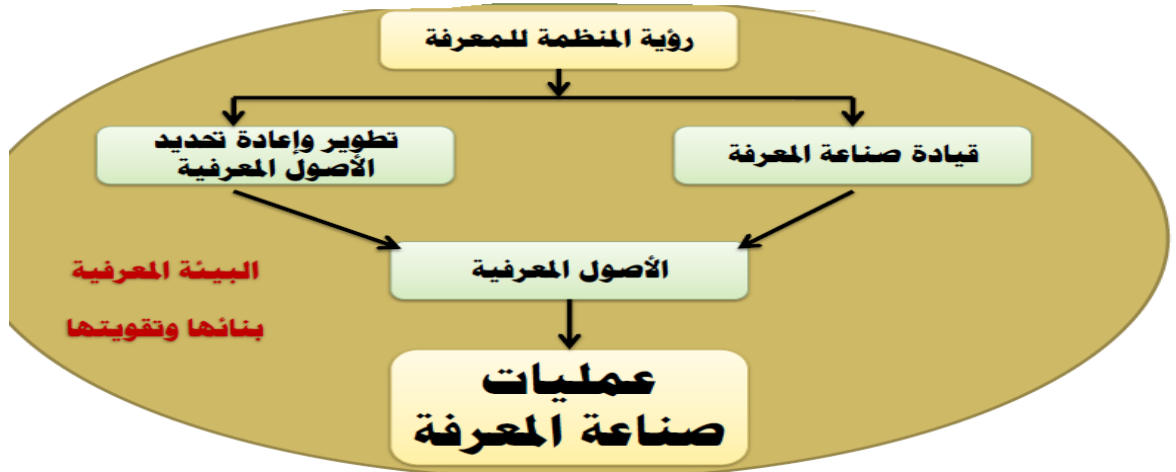 رؤية المنظمة للمعرفة
قيادة صناعة المعرفة
تطوير وإعادة تحديد
الأصول المعرفية
الأصول المعرفية
البيئة المعرفية
بنائها وتقويتها
عمليات
صناعة المعرفة